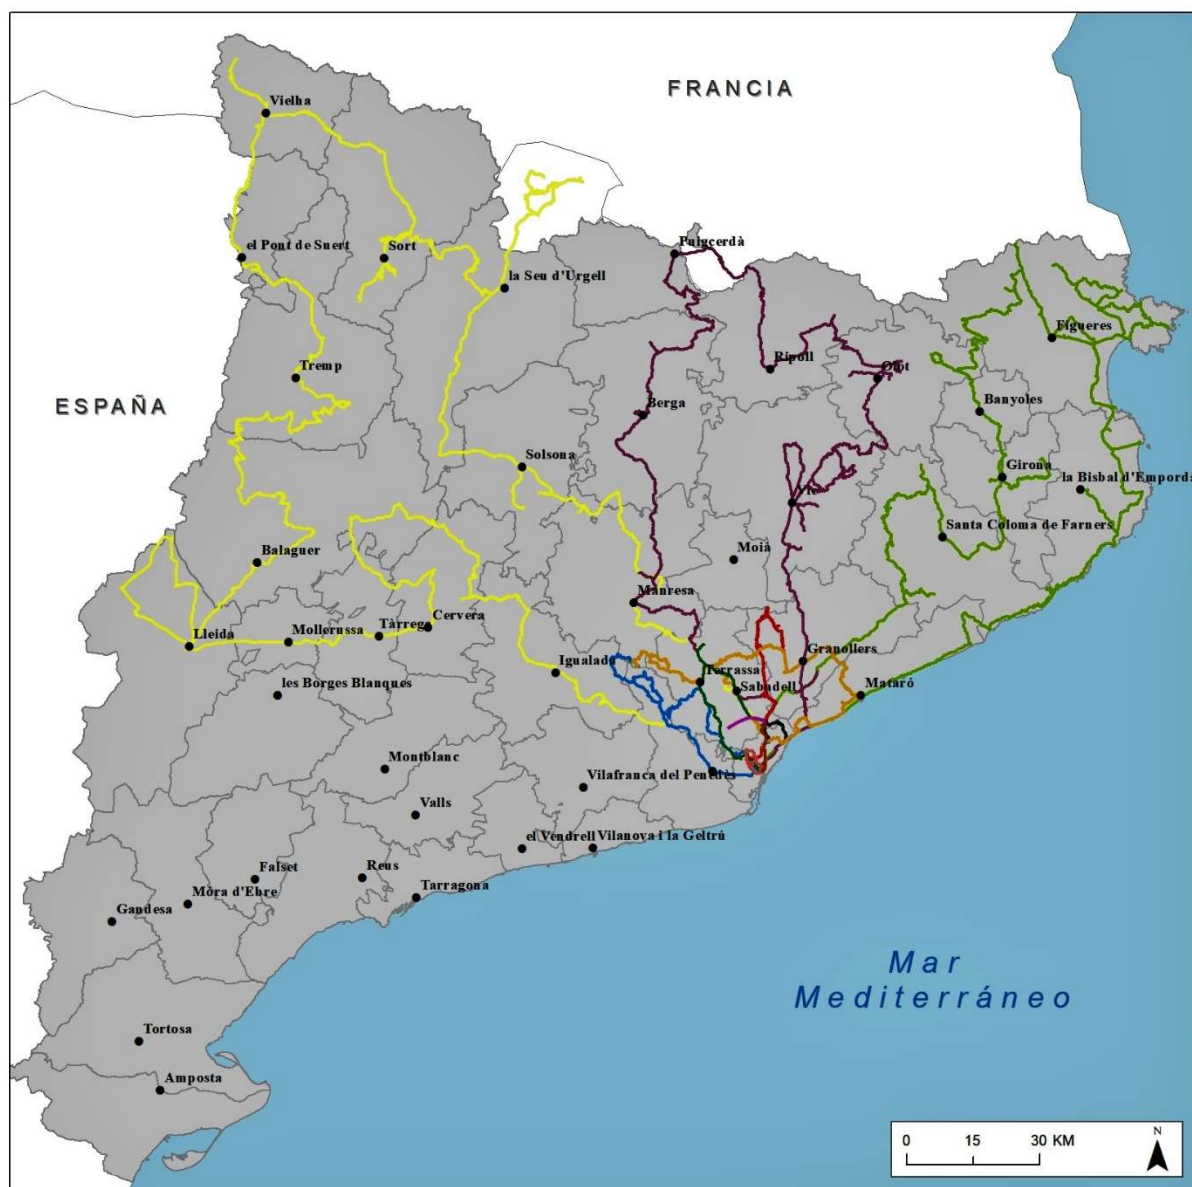 FRANCIA
Vielha
el Pont de Suert
Sort
Puigcerdà
la Seu d'Urgell
Figueres
Ripoll
Tremp
Olot
ESPAÑA
Berga
Banyoles
Solsona
Girona
la Bisbal d'Empordà
Vic
Santa Coloma de Farners
Balaguer
Moià
Manresa
Cervera
Tàrrega
Mollerussa
Lleida
Igualada
Granollers
Terrassa
Sabadell
Mataró
les Borges Blanques
Montblanc
Vilafranca del Penedès
Valls
el Vendrell
Vilanova i la Geltrú
Falset
Reus
Móra d'Ebre
Tarragona
Gandesa
Mar
Mediterráneo
Tortosa
Amposta
N
0 15 30 KM